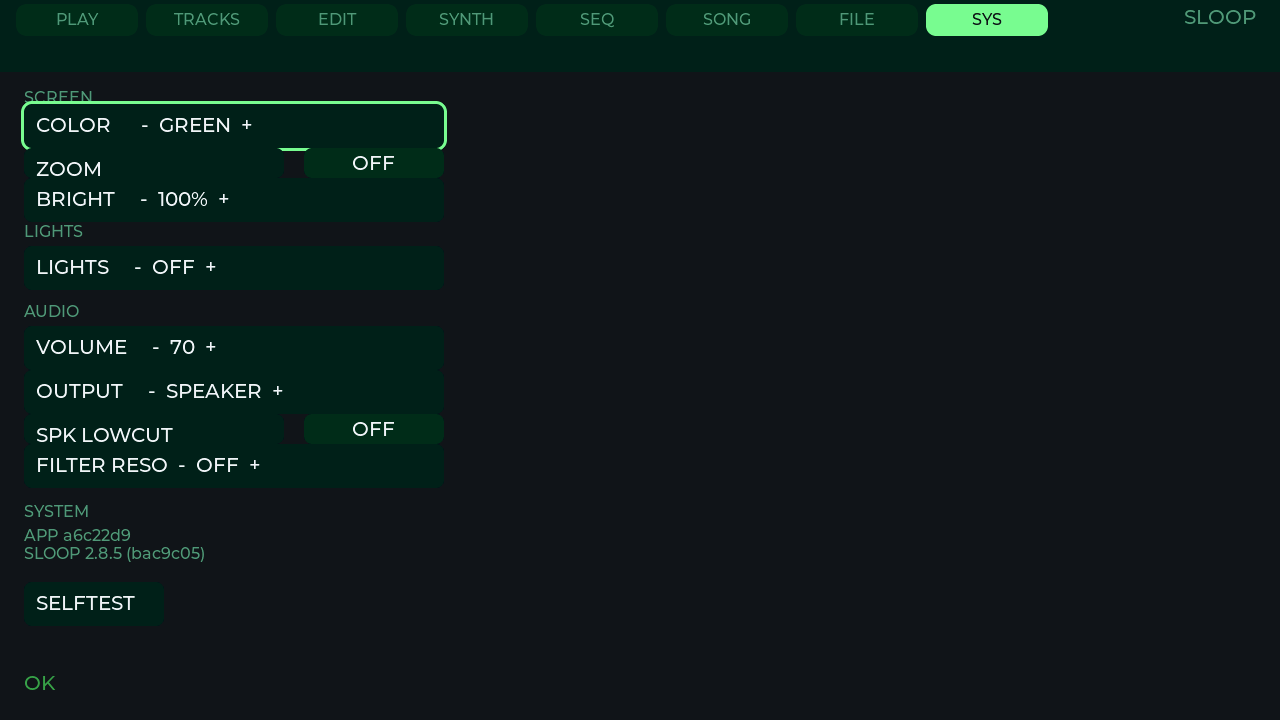 PLAY TRACKS EDIT SYNTH SEQ SONG FILE SYS SLOOP
SCREEN
COLOR - GREEN +
ZOOM OFF
BRIGHT - 100% +
LIGHTS
LIGHTS - OFF +
AUDIO
VOLUME - 70 +
OUTPUT - SPEAKER +
SPK LOWCUT OFF
FILTER RESO - OFF +
SYSTEM
APP a6c22d9
SLOOP 2.8.5 (bac9c05)
SELFTEST
OK